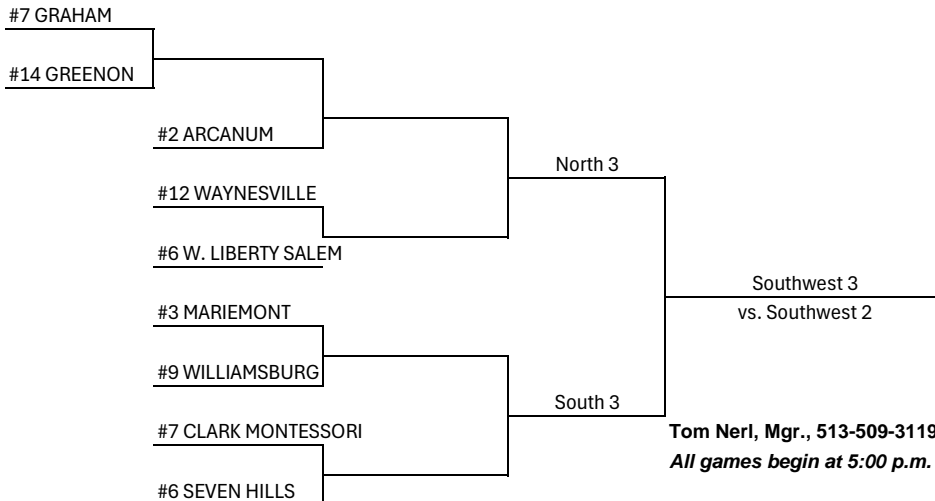 #7 GRAHAM
#14 GREENON
#2 ARCANUM
North 3
#12 WAYNESVILLE
#6 W. LIBERTY SALEM
Southwest 3
#3 MARIEMONT
vs. Southwest 2
#9 WILLIAMSBURG
South 3
#7 CLARK MONTESSORI
Tom Nerl, Mgr., 513-509-3119
All games begin at 5:00 p.m.
#6 SEVEN HILLS